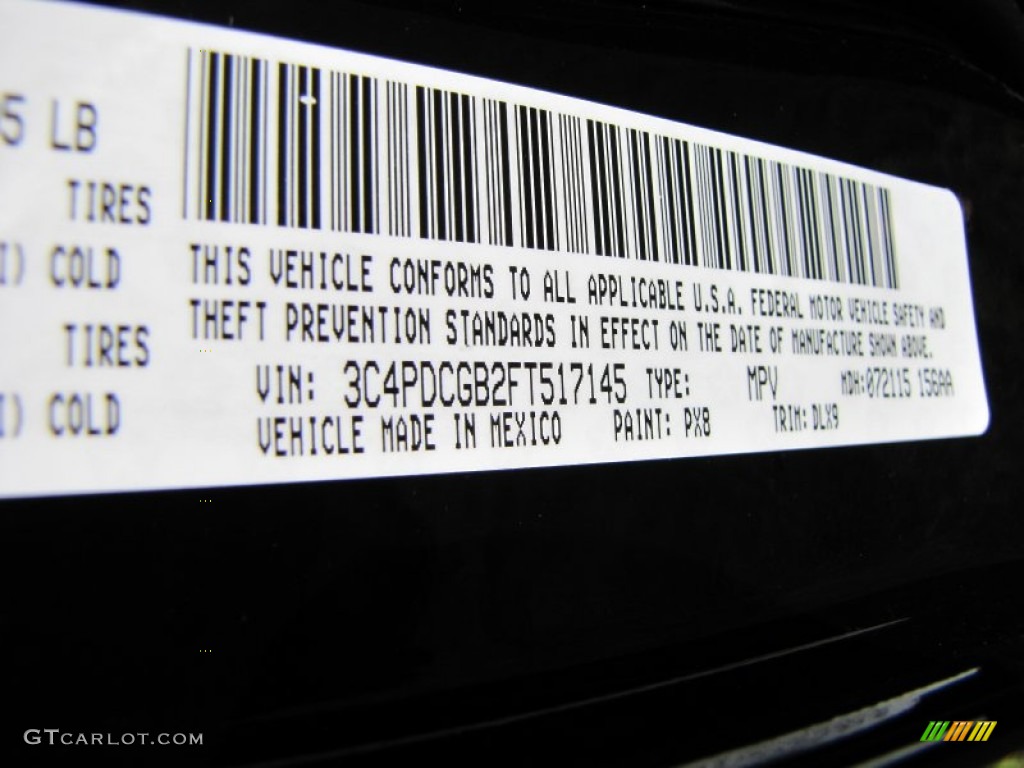 5 LB
TIRES
I) COLD
TIRES
I) COLD
THIS VEHICLE CONFORMS TO ALL APPLICABLE U.S.A. FEDERAL MOTOR VEHICLE SAFETY AND
THEFT PREVENTION STANDARDS IN EFFECT ON THE DATE OF MANUFACTURE SHOWN ABOVE.
VIN: 3C4PDCGB2FT517145 TYPE: MPV MDH:072115 156AA
VEHICLE MADE IN MEXICO PAINT: PX8 TRIM: DLX9
GTCARLOT.COM